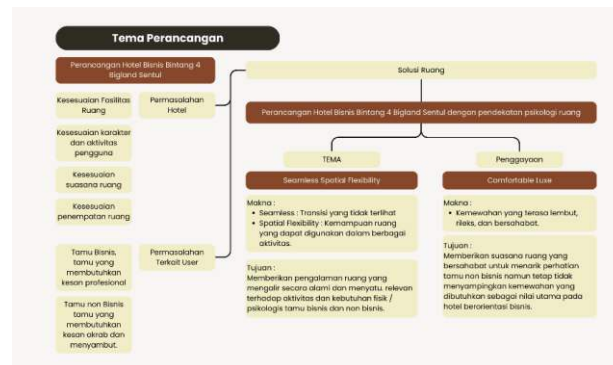 Tema Perancangan
Perancangan Hotel Bisnis Bintang 4
Bigland Sentul
Kesesuaian Fasilitas
Ruang
Permasalahan
Hotel
Kesesuaian karakter
dan aktivitas
pengguna
Kesesuaian
suasana ruang
Kesesuaian
penempatan ruang
Tamu Bisnis,
tamu yang
membutuhkan
kesan profesional
Permasalahan
Terkait User
Tamu non Bisnis
tamu yang
membutuhkan
kesan akrab dan
menyambut.
Solusi Ruang
Perancangan Hotel Bisnis Bintang 4 Bigland Sentul dengan pendekatan psikologi ruang
TEMA
Seamless Spatial Flexibility
Makna :
• Seamless : Transisi yang tidak terlihat
• Spatial Flexibility : Kemampuan ruang
yang dapat digunakan dalam berbagai
aktivitas.
Tujuan :
Memberikan pengalaman ruang yang
mengalir secara alami dan menyatu. relevan
terhadap aktivitas dan kebutuhan fisik /
psikologis tamu bisnis dan non bisnis.
Penggayaan
Comfortable Luxe
Makna :
• Kemewahan yang terasa lembut,
rileks, dan bersahabat.
Tujuan :
Memberikan suasana ruang yang
bersahabat untuk menarik perhatian
tamu non bisnis namun tetap tidak
menyampingkan kemewahan yang
dibutuhkan sebagai nilai utama pada
hotel berorientasi bisnis.